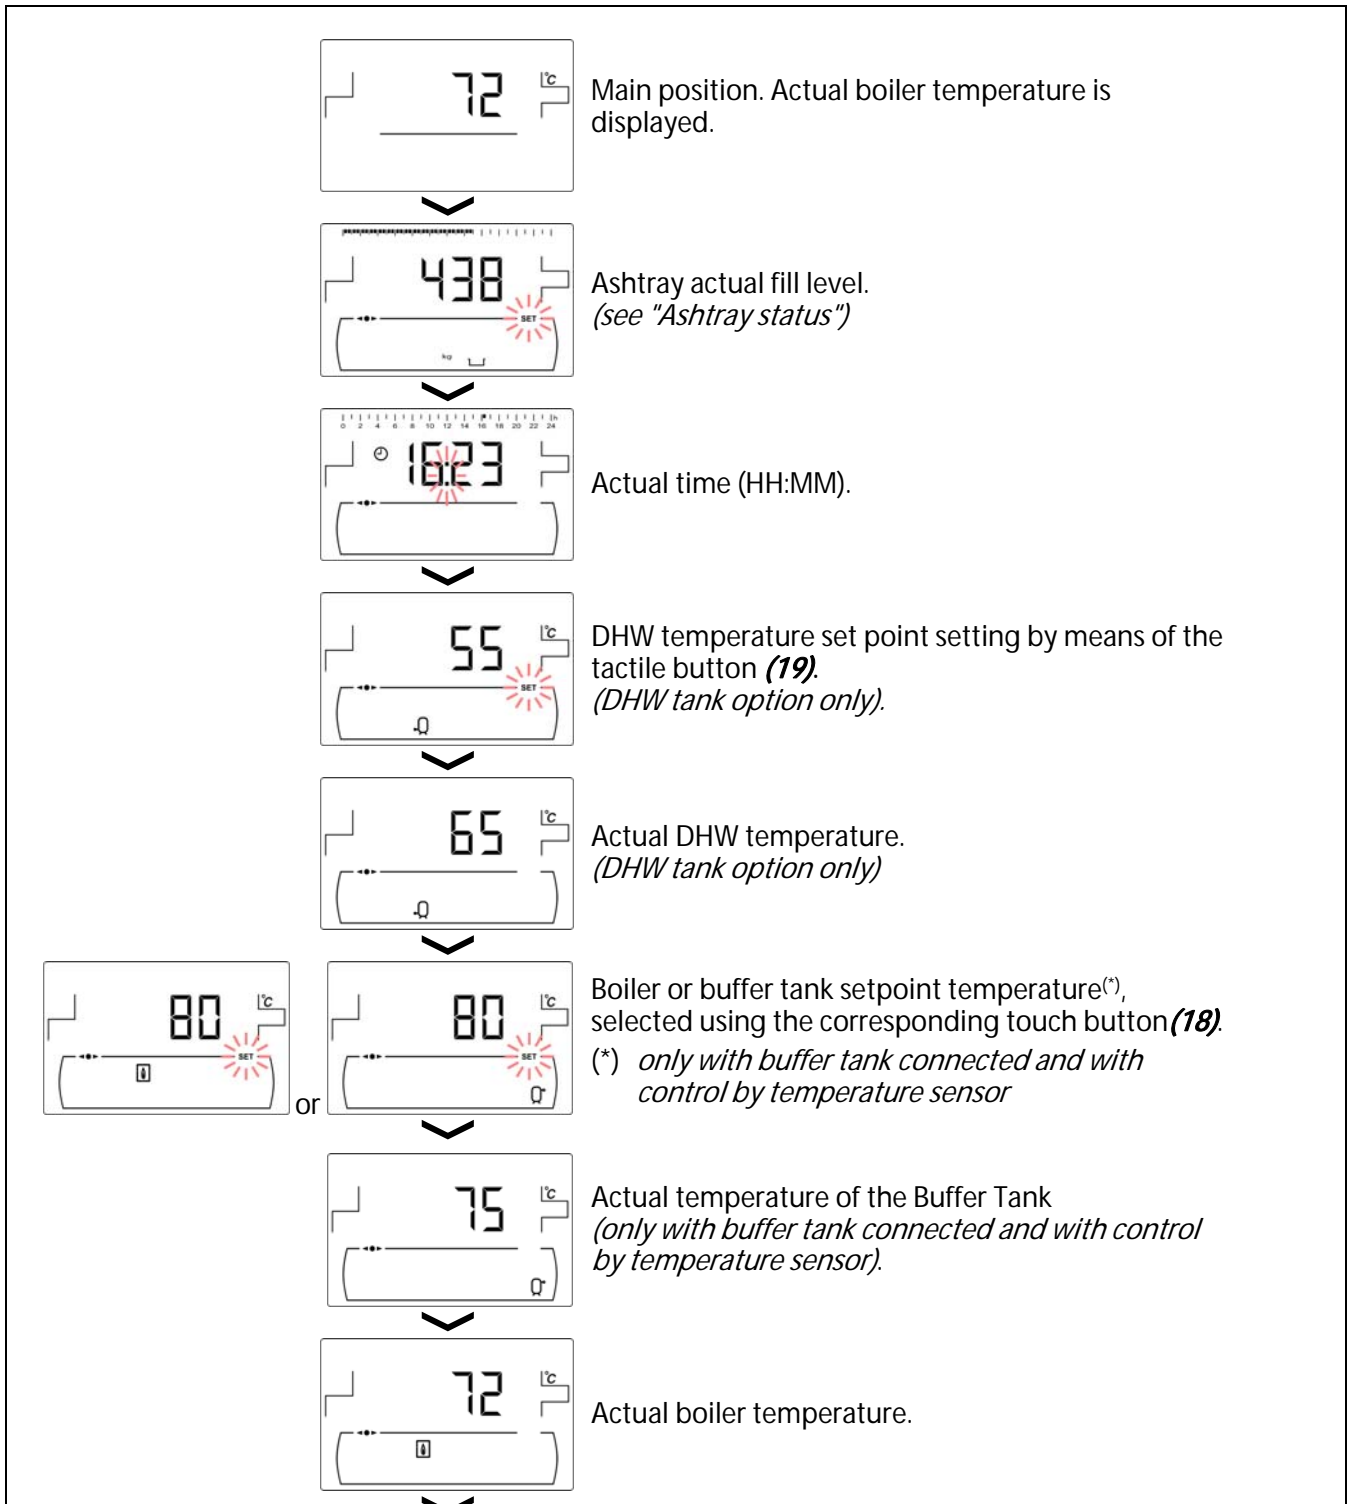 72 °C
Main position. Actual boiler temperature is
displayed.
438
SET
kg
Ashtray actual fill level.
(see "Ashtray status")
0 2 4 6 8 10 12 14 16 18 20 22 24 h
16:23
Actual time (HH:MM).
55 °C
SET
DHW temperature set point setting by means of the
tactile button (19).
(DHW tank option only).
65 °C
Actual DHW temperature.
(DHW tank option only)
80 °C
SET
or
80 °C
SET
Boiler or buffer tank setpoint temperature(*),
selected using the corresponding touch button(18).
(*) only with buffer tank connected and with
control by temperature sensor
75 °C
Actual temperature of the Buffer Tank
(only with buffer tank connected and with control
by temperature sensor).
72 °C
Actual boiler temperature.